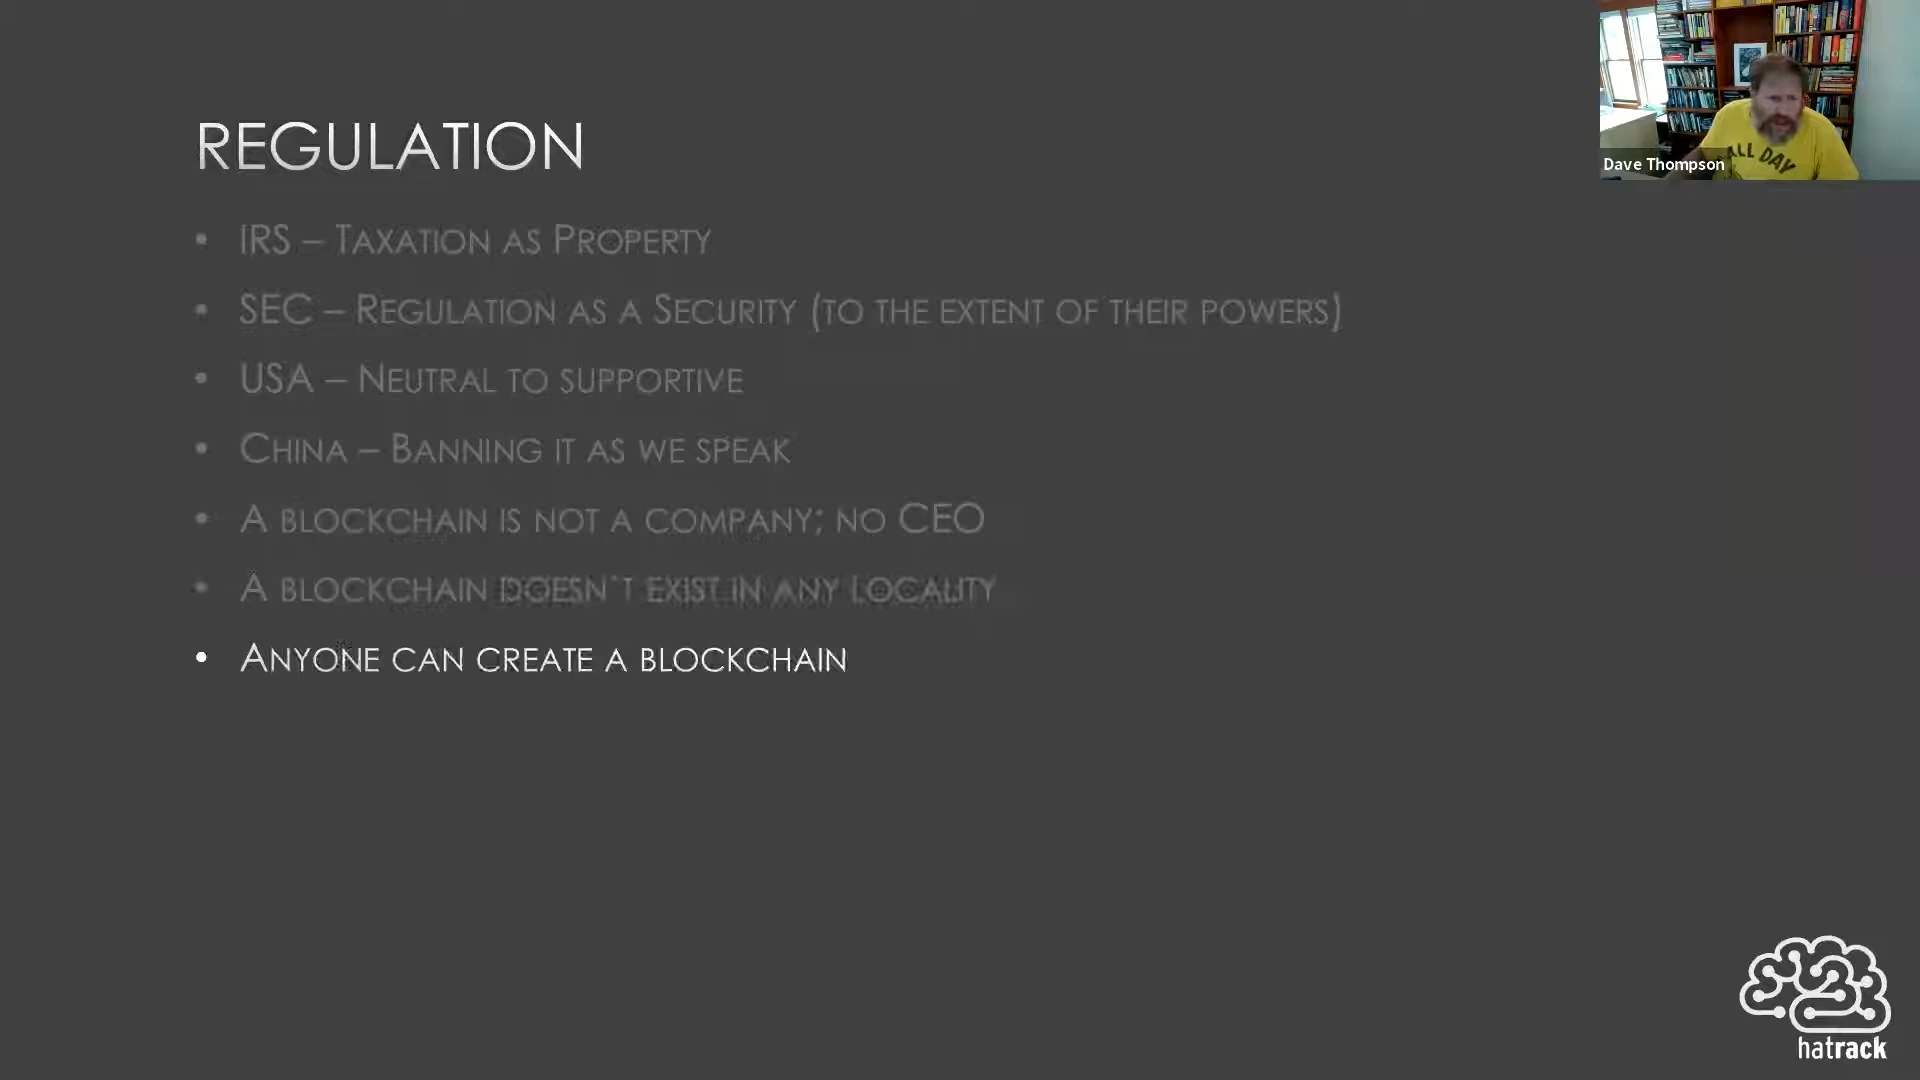 REGULATION
• IRS – TAXATION AS PROPERTY
• SEC – REGULATION AS A SECURITY (TO THE EXTENT OF THEIR POWERS)
• USA – NEUTRAL TO SUPPORTIVE
• CHINA – BANNING IT AS WE SPEAK
• A BLOCKCHAIN IS NOT A COMPANY; NO CEO
• A BLOCKCHAIN DOESN'T EXIST IN ANY LOCALITY
• ANYONE CAN CREATE A BLOCKCHAIN
ALL DAY
Dave Thompson
hatrack